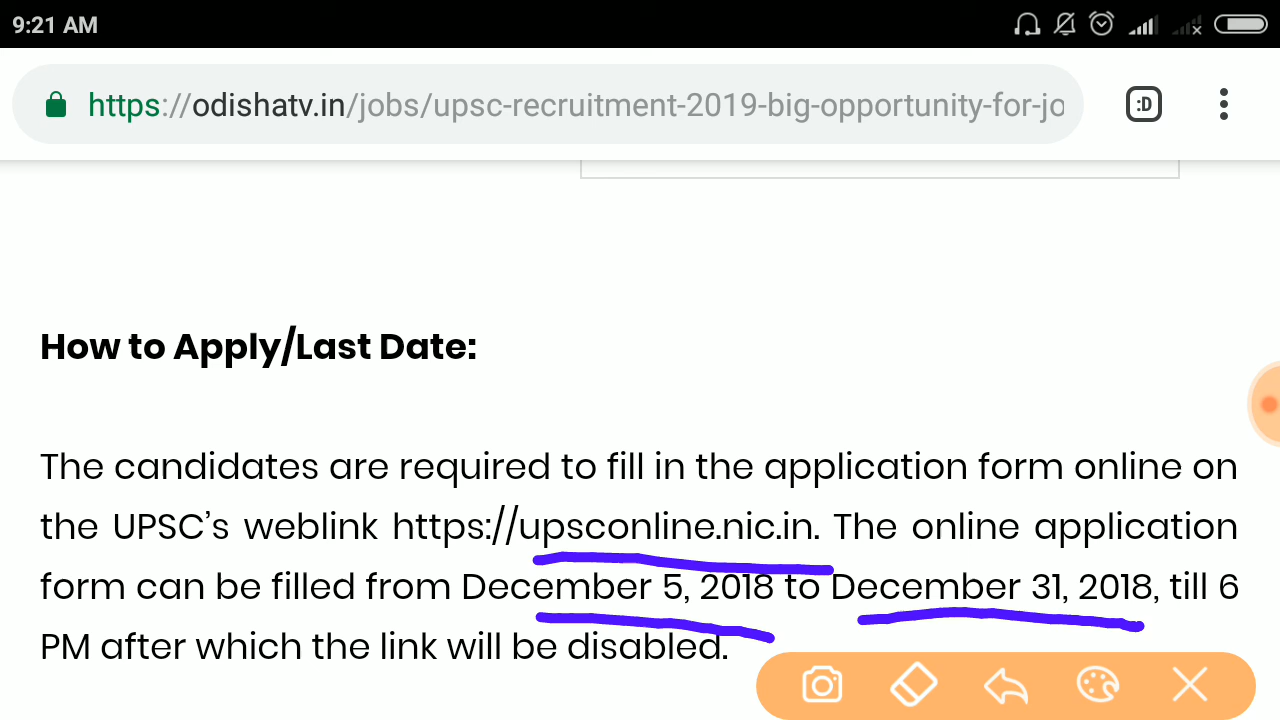 9:21 AM
https://odishatv.in/jobs/upsc-recruitment-2019-big-opportunity-for-jo
:D
How to Apply/Last Date:
The candidates are required to fill in the application form online on
the UPSC’s weblink https://upsconline.nic.in. The online application
form can be filled from December 5, 2018 to December 31, 2018, till 6
PM after which the link will be disabled.